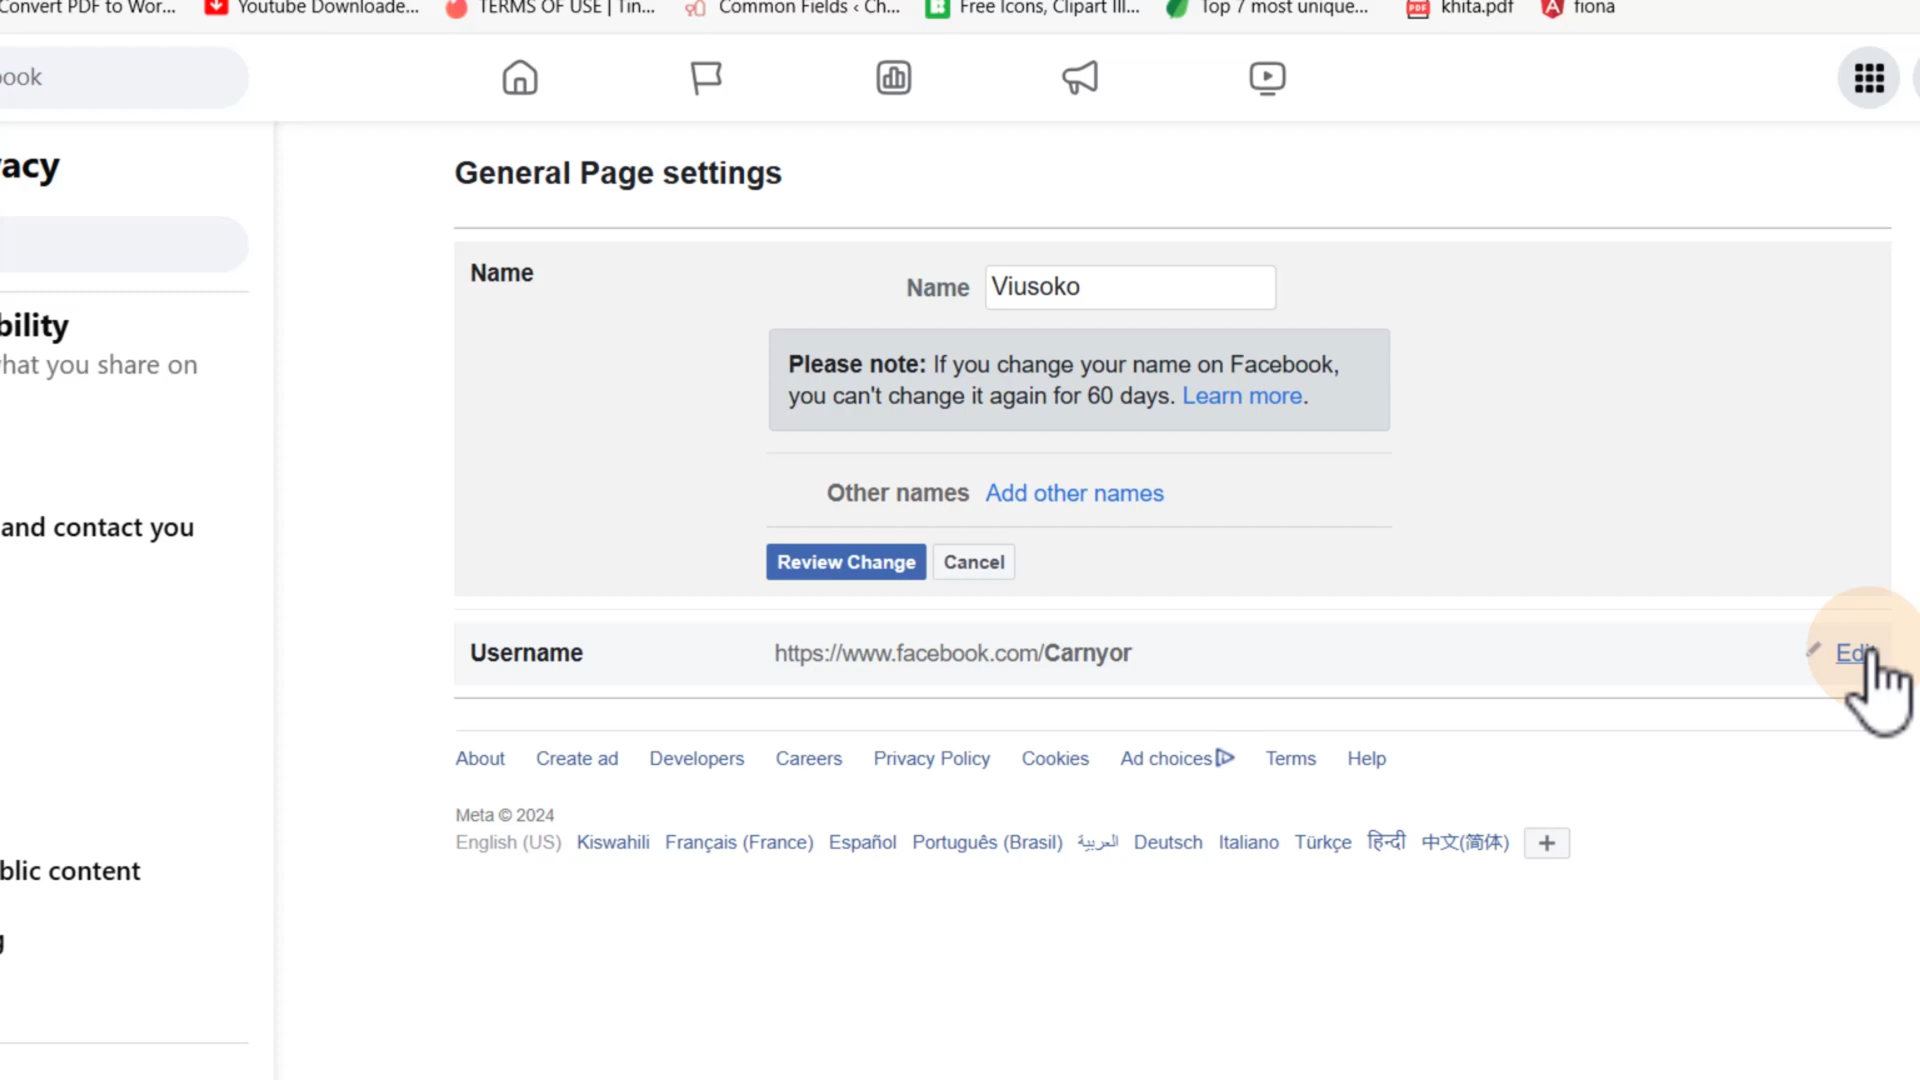 Convert PDF to Wor... Youtube Downloade... TERMS OF USE | Tin... Common Fields ‹ Ch... Free Icons, Clipart Ill... Top 7 most unique... khita.pdf fiona
ook
acy
General Page settings
Name
Name Viusoko
Please note: If you change your name on Facebook,
you can't change it again for 60 days. Learn more.
bility
hat you share on
Other names Add other names
and contact you
Review Change Cancel
Username https://www.facebook.com/Carnyor Edit
About Create ad Developers Careers Privacy Policy Cookies Ad choices Terms Help
Meta © 2024
English (US) Kiswahili Français (France) Español Português (Brasil) العربية Deutsch Italiano Türkçe हिन्दी 中文(简体) +
blic content
g